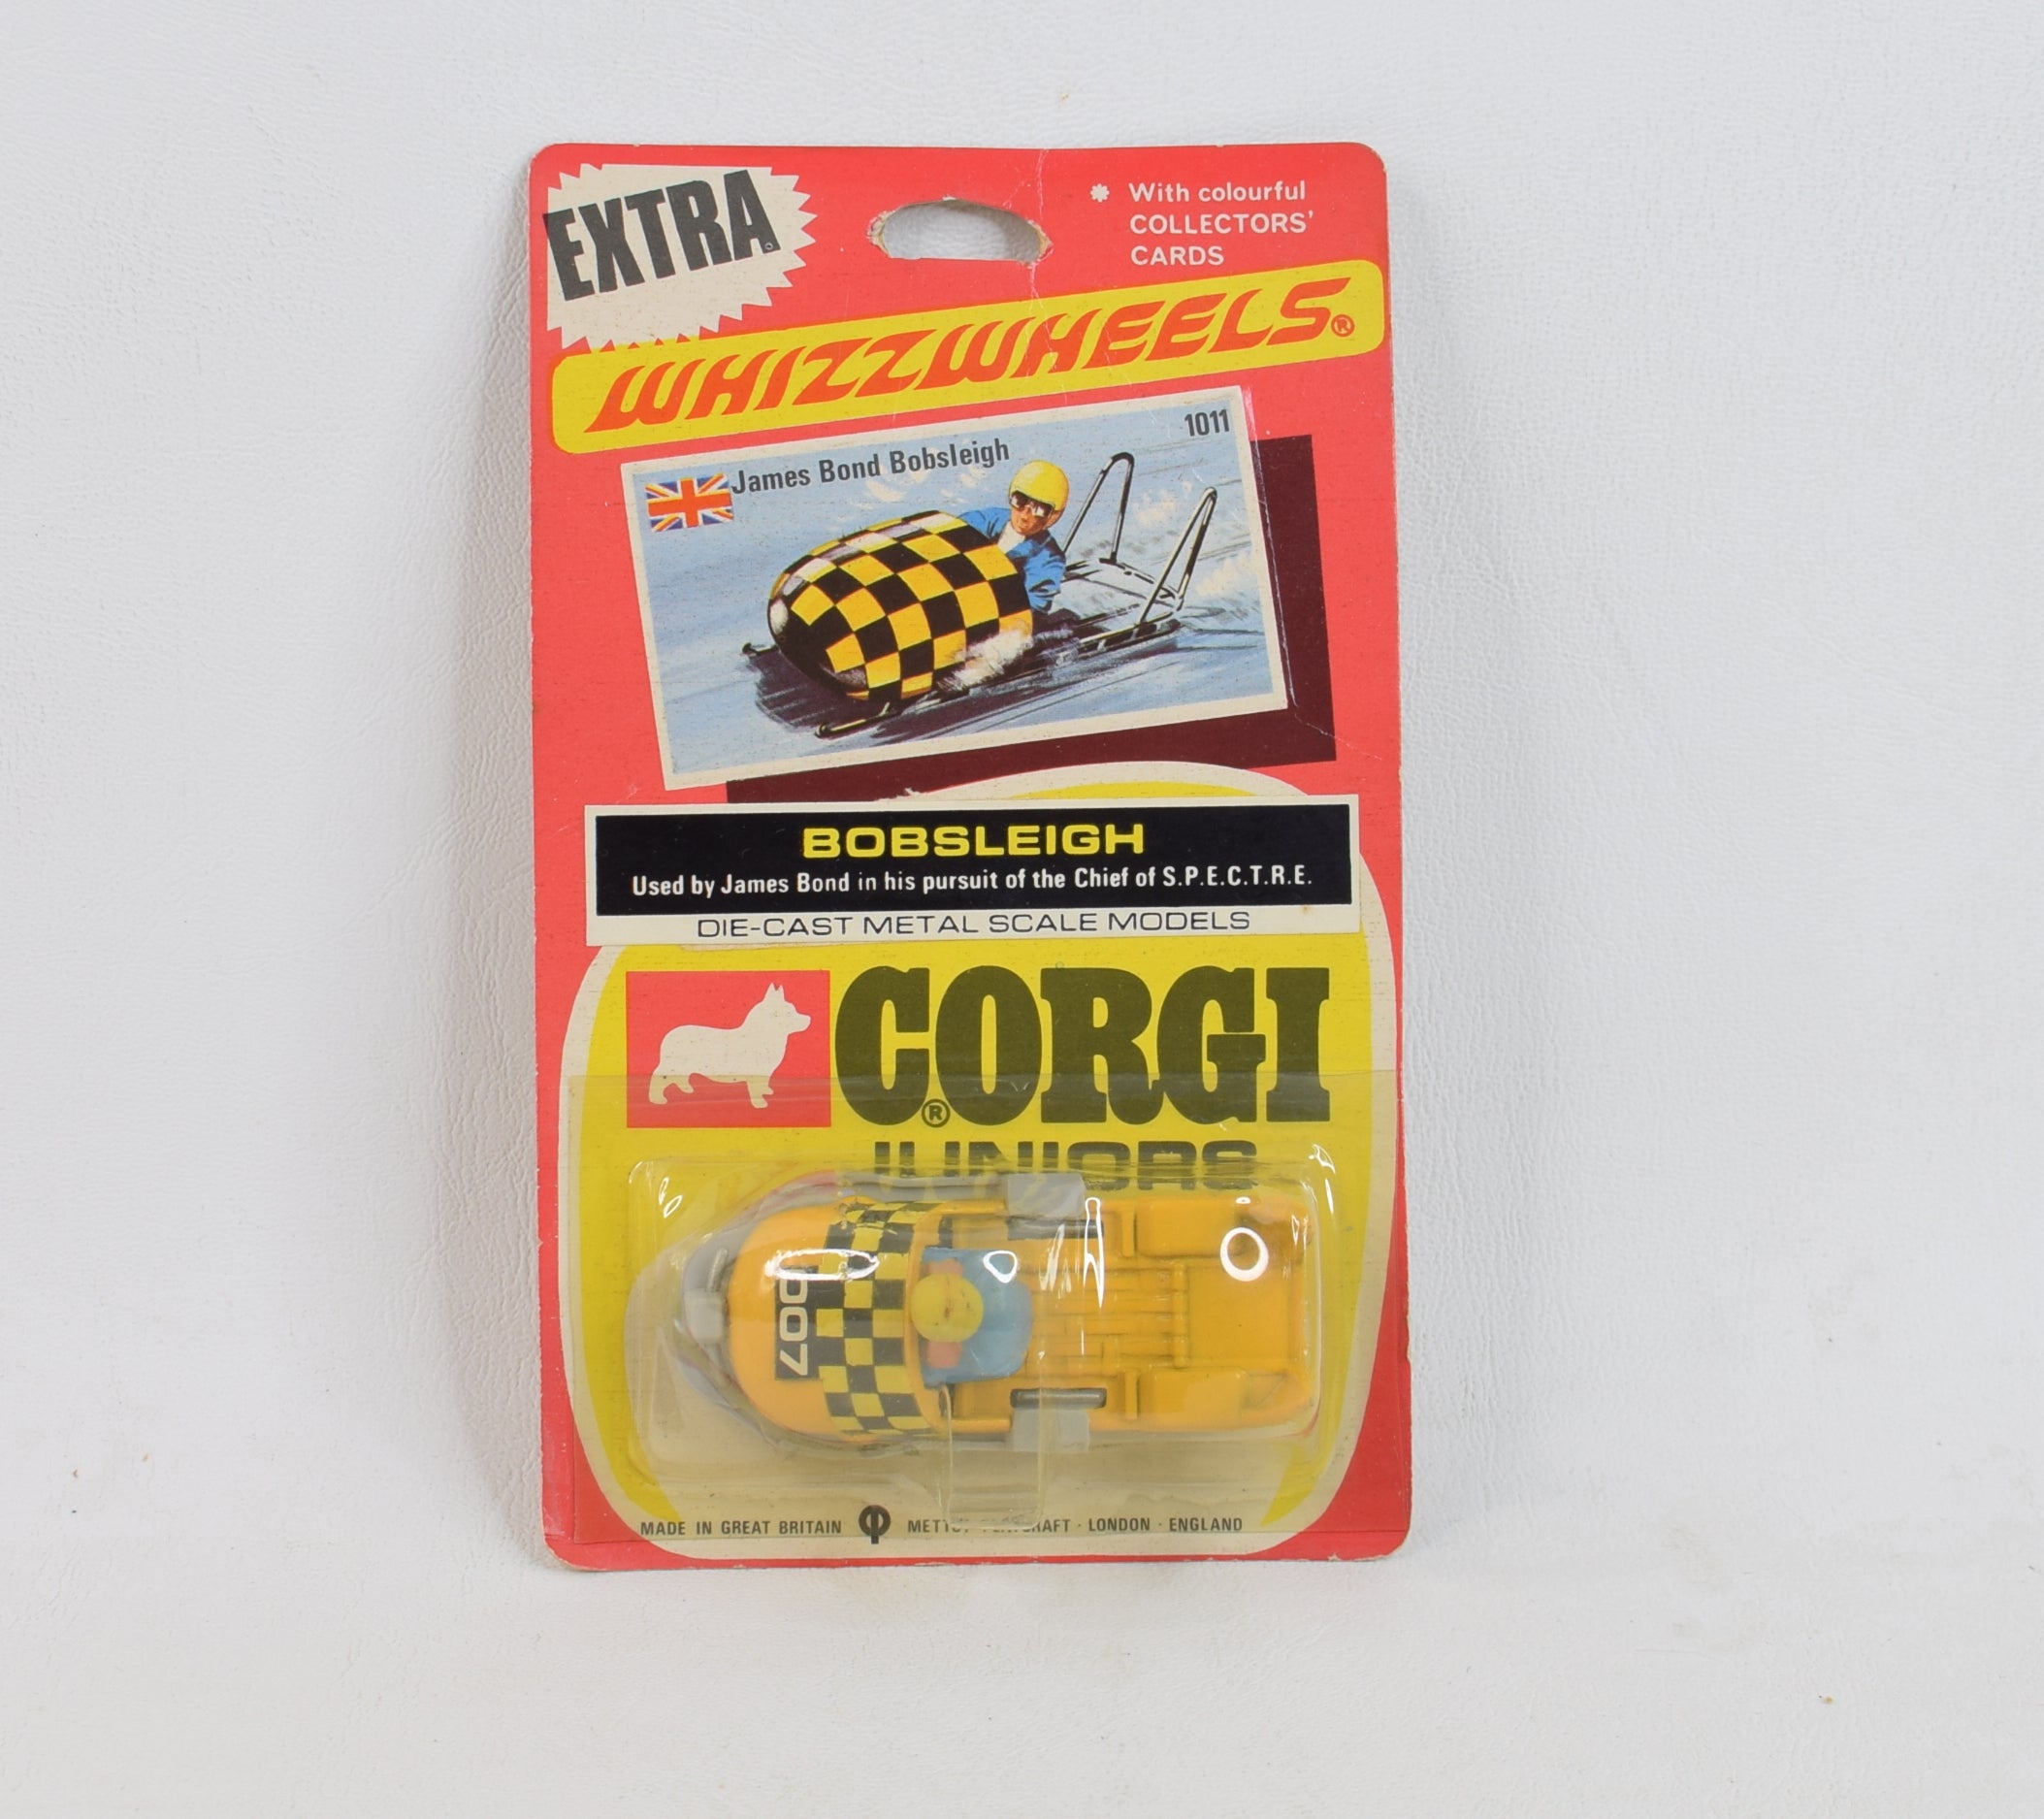 EXTRA
With colourful
COLLECTORS'
CARDS
WHIZZWHEELS®
1011
James Bond Bobsleigh
BOBSLEIGH
Used by James Bond in his pursuit of the Chief of S.P.E.C.T.R.E.
DIE-CAST METAL SCALE MODELS
CORGI®
JUNIORS
007
MADE IN GREAT BRITAIN
LONDON · ENGLAND